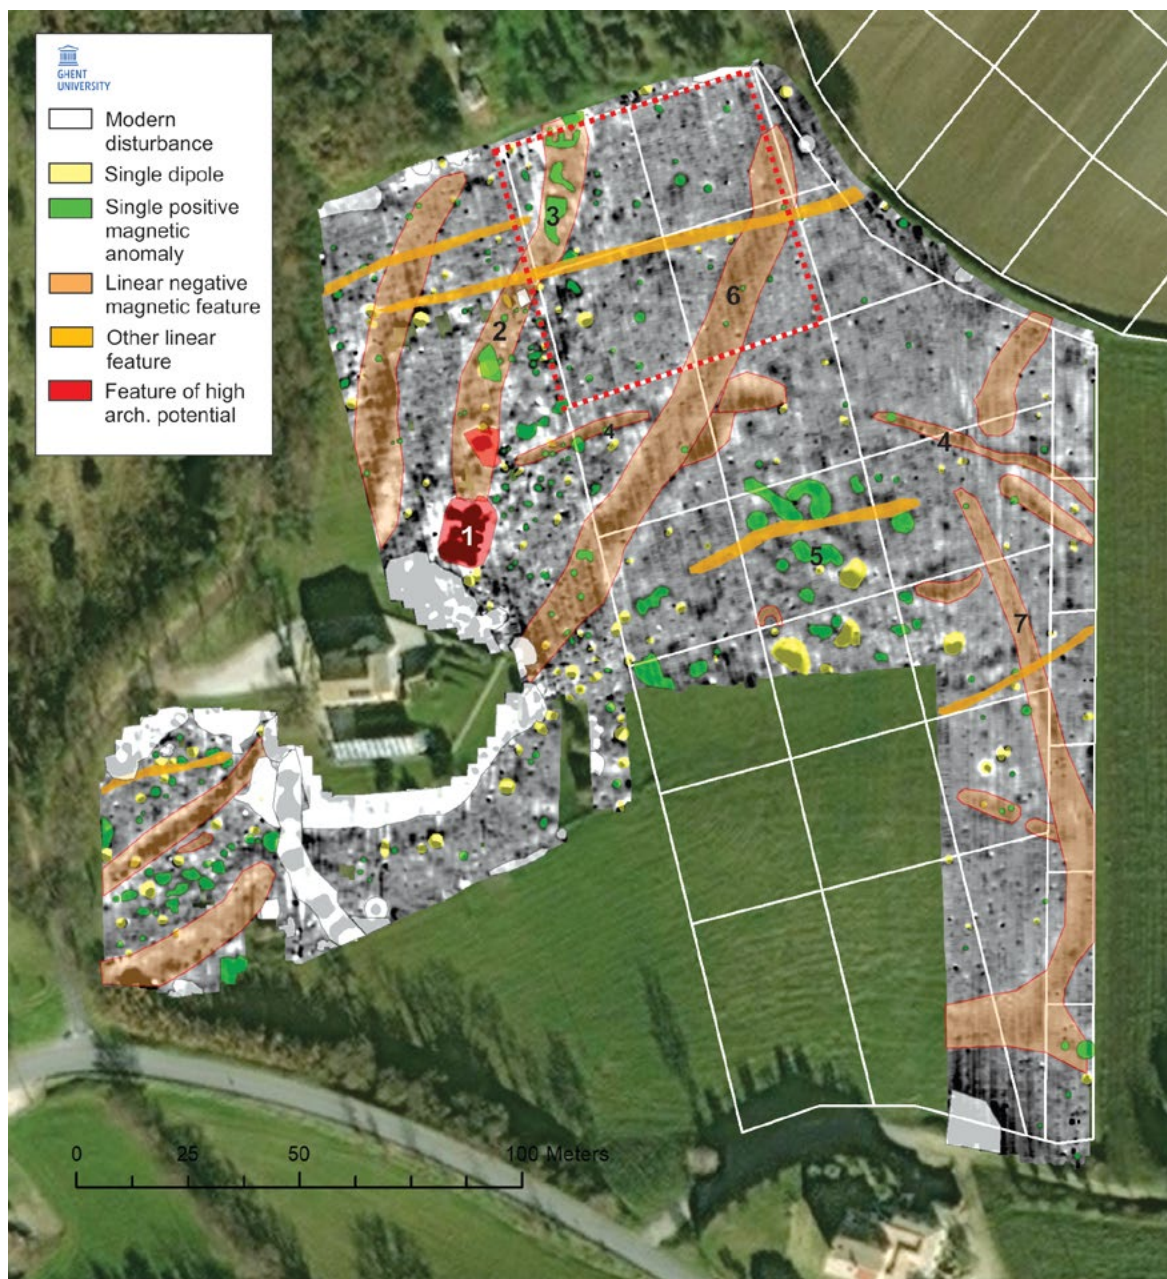 GHENT
UNIVERSITY
Modern
disturbance
Single dipole
Single positive
magnetic
anomaly
Linear negative
magnetic feature
Other linear
feature
Feature of high
arch. potential
3
6
2
4
4
1
5
7
0 25 50 100 Meters